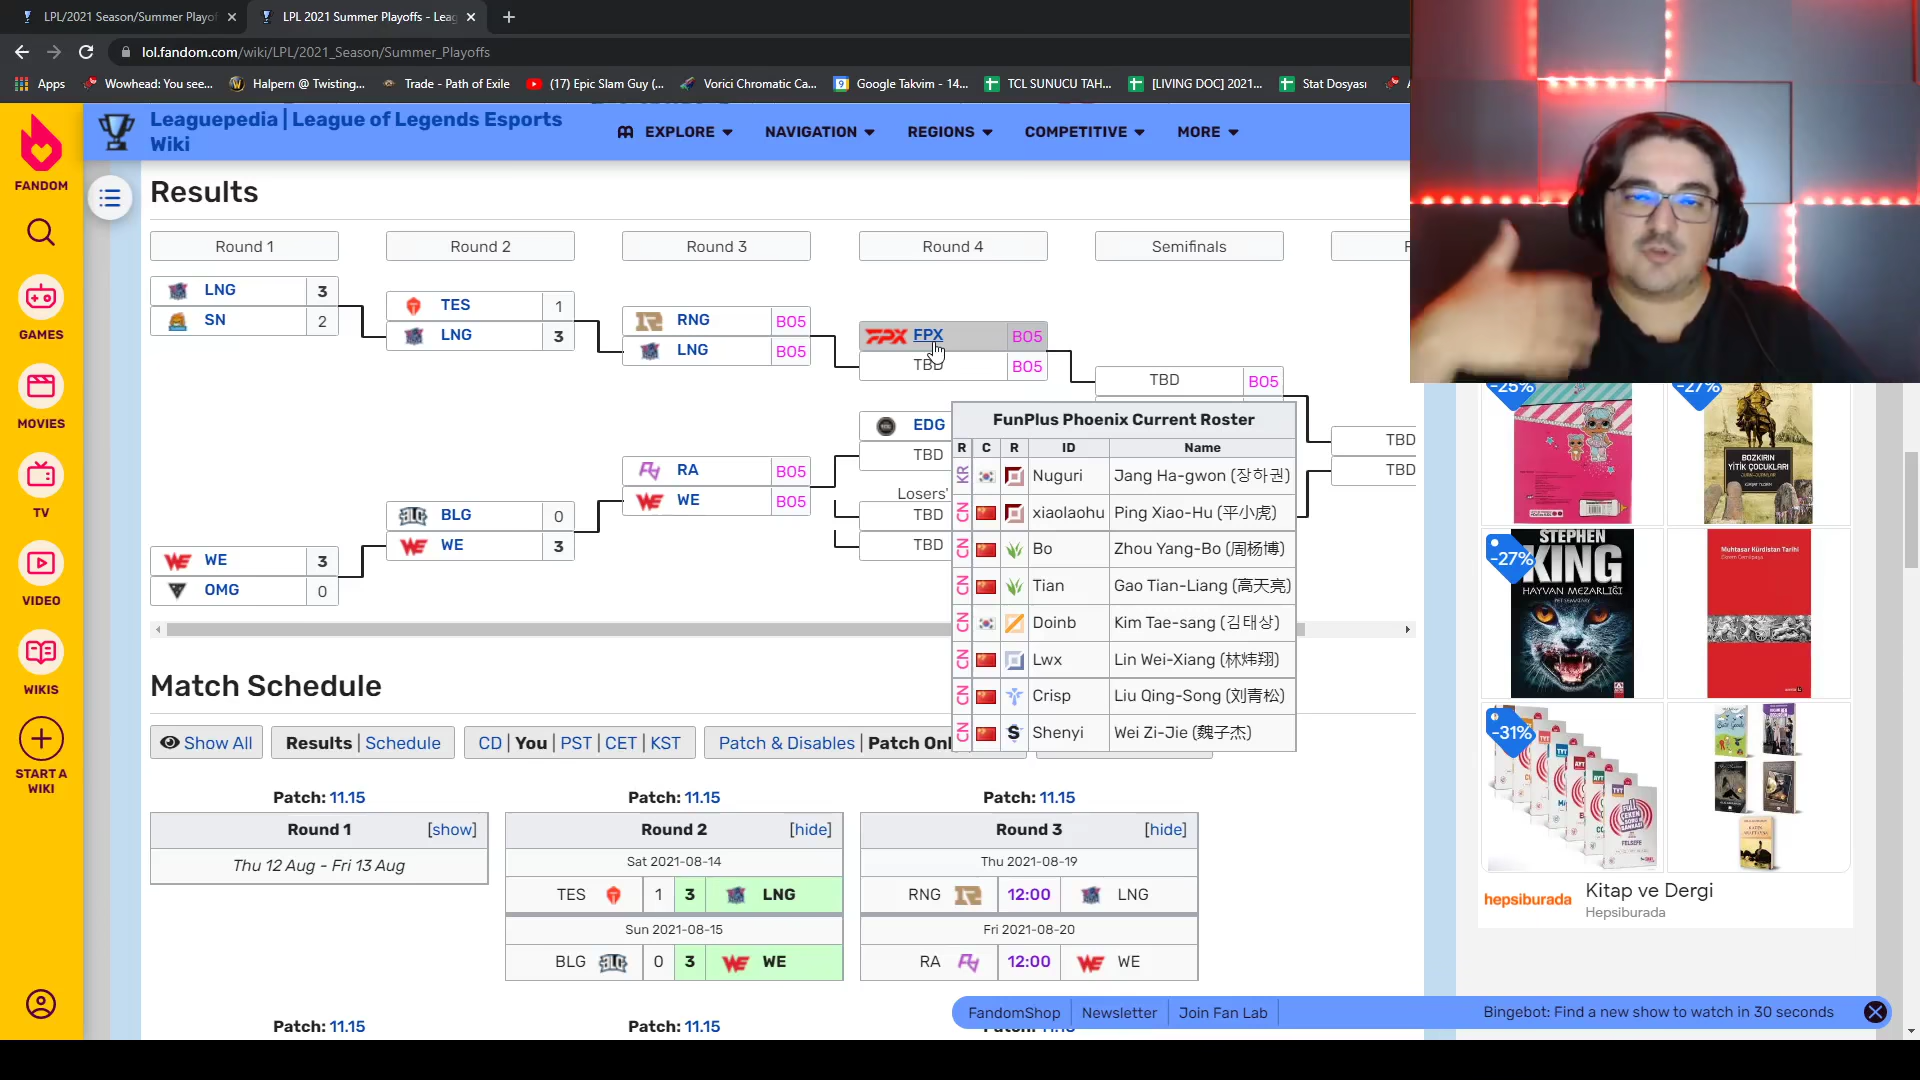 LPL/2021 Season/Summer Playof
LPL 2021 Summer Playoffs - Leag
lol.fandom.com/wiki/LPL/2021_Season/Summer_Playoffs
Apps
Wowhead: You see...
Halpern @ Twisting...
Trade - Path of Exile
(17) Epic Slam Guy (...
Vorici Chromatic Ca...
Google Takvim - 14...
TCL SUNUCU TAH...
[LIVING DOC] 2021...
Stat Dosyası
FANDOM
GAMES
MOVIES
TV
VIDEO
WIKIS
START A
WIKI
Leaguepedia | League of Legends Esports
Wiki
EXPLORE
NAVIGATION
REGIONS
COMPETITIVE
MORE
Results
Round 1
Round 2
Round 3
Round 4
Semifinals
LNG 3
SN 2
TES 1
LNG 3
RNG BO5
LNG BO5
FPX BO5
TBD BO5
TBD BO5
EDG
TBD
RA BO5
WE BO5
Losers'
TBD
TBD
BLG 0
WE 3
WE 3
OMG 0
TBD
TBD
FunPlus Phoenix Current Roster
R C R ID Name
KR Nuguri Jang Ha-gwon (장하권)
CN xiaolaohu Ping Xiao-Hu (平小虎)
CN Bo Zhou Yang-Bo (周杨博)
CN Tian Gao Tian-Liang (高天亮)
CN Doinb Kim Tae-sang (김태상)
CN Lwx Lin Wei-Xiang (林炜翔)
CN Crisp Liu Qing-Song (刘青松)
CN Shenyi Wei Zi-Jie (魏子杰)
Match Schedule
Show All
Results | Schedule
CD | You | PST | CET | KST
Patch & Disables | Patch Onl
Patch: 11.15
Round 1 [show]
Thu 12 Aug - Fri 13 Aug
Patch: 11.15
Round 2 [hide]
Sat 2021-08-14
TES 1 3 LNG
Sun 2021-08-15
BLG 0 3 WE
Patch: 11.15
Round 3 [hide]
Thu 2021-08-19
RNG 12:00 LNG
Fri 2021-08-20
RA 12:00 WE
Patch: 11.15
Patch: 11.15
FandomShop
Newsletter
Join Fan Lab
Bingebot: Find a new show to watch in 30 seconds
-25%
-27%
BOZKIRIN
YİTİK ÇOCUKLARI
-27%
STEPHEN
KING
HAYVAN MEZARLIĞI
Muhtasar Kürdistan Tarihi
-31%
hepsiburada
Kitap ve Dergi
Hepsiburada